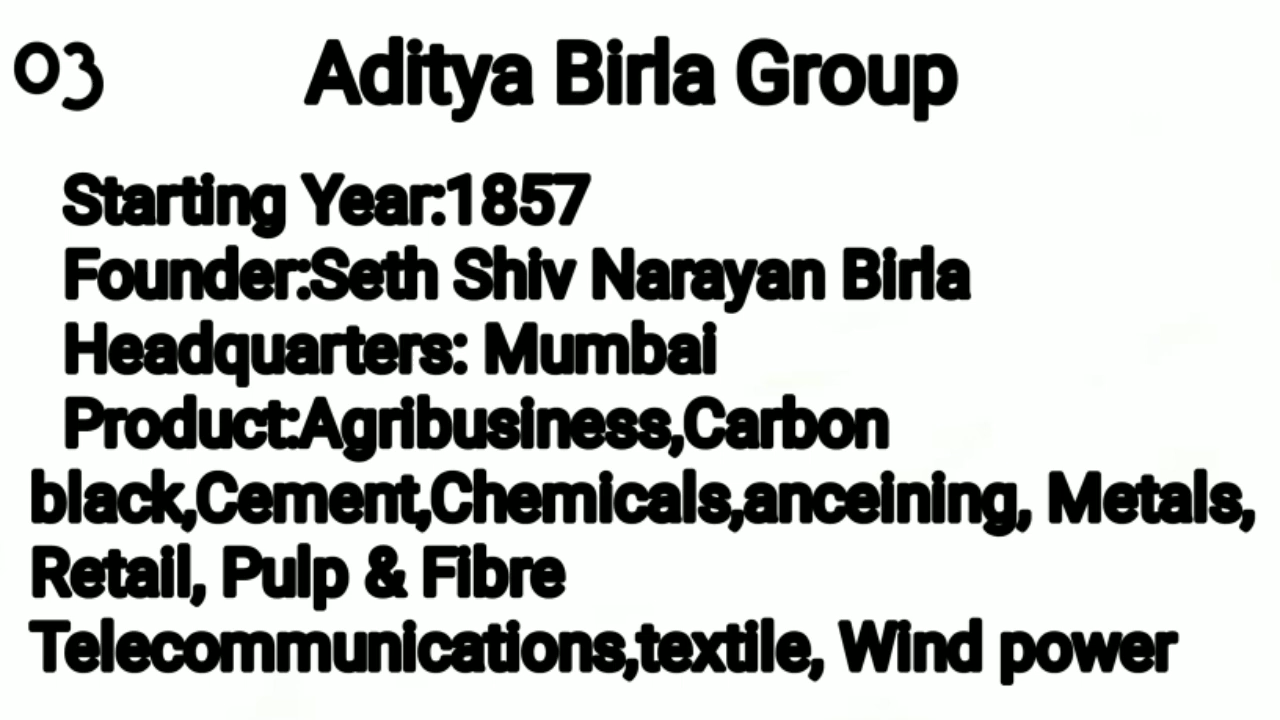 03 Aditya Birla Group
Starting Year:1857
Founder:Seth Shiv Narayan Birla
Headquarters: Mumbai
Product:Agribusiness,Carbon
black,Cement,Chemicals,anceining, Metals,
Retail, Pulp & Fibre
Telecommunications,textile, Wind power